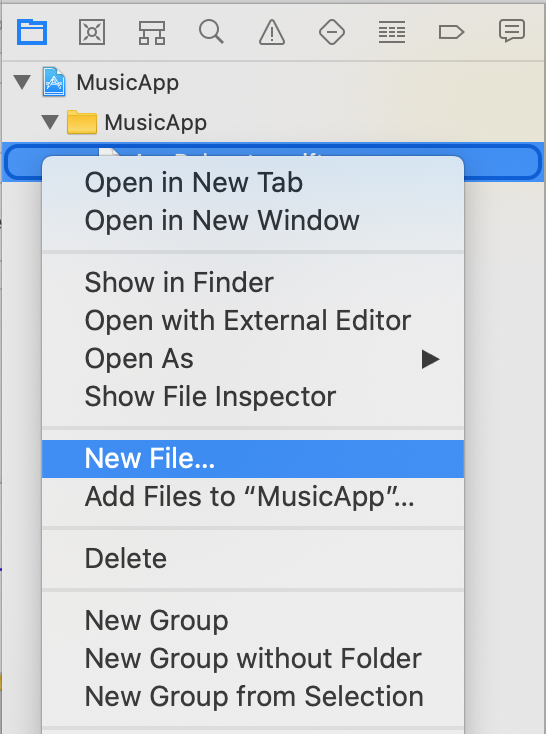 MusicApp
MusicApp
Open in New Tab
Open in New Window
Show in Finder
Open with External Editor
Open As
Show File Inspector
New File...
Add Files to “MusicApp”...
Delete
New Group
New Group without Folder
New Group from Selection